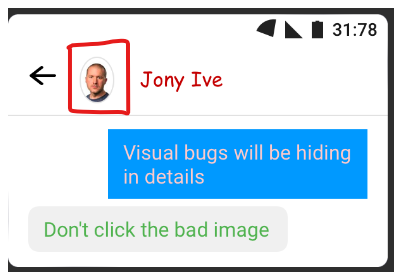 31:78
Jony Ive
Visual bugs will be hiding
in details
Don't click the bad image